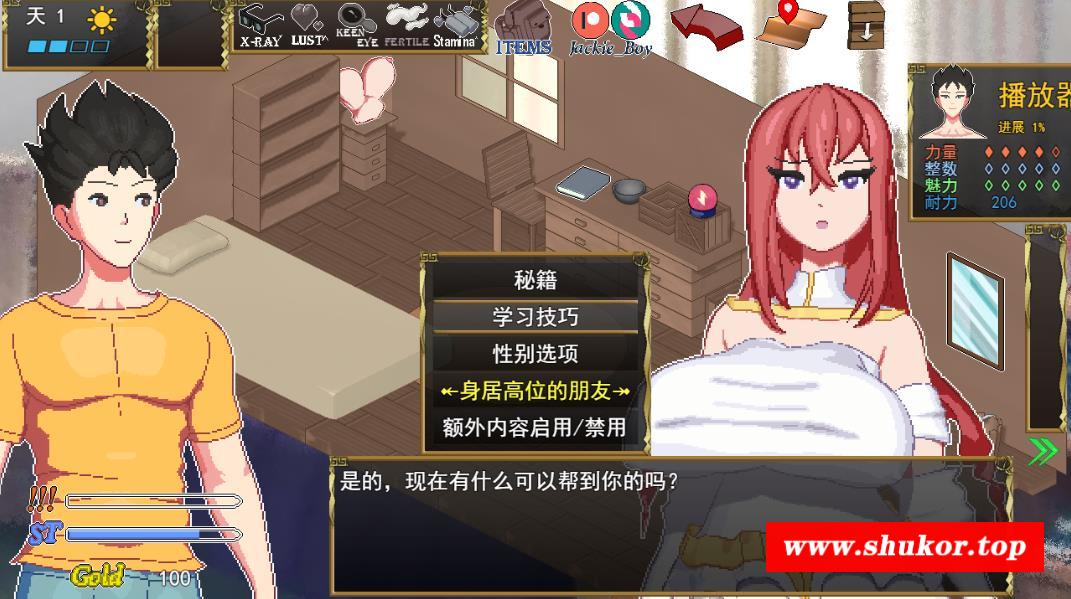 天 1
X-RAY
LUST^
KEEN EYE
FERTILE
Stamina^
ITEMS
Jackie_Boy
播放器
进展 1%
力量
整数
魅力
耐力 206
秘籍
学习技巧
性别选项
←身居高位的朋友→
额外内容启用/禁用
是的，现在有什么可以帮到你的吗？
!!!
ST
Gold 100
www.shukor.top